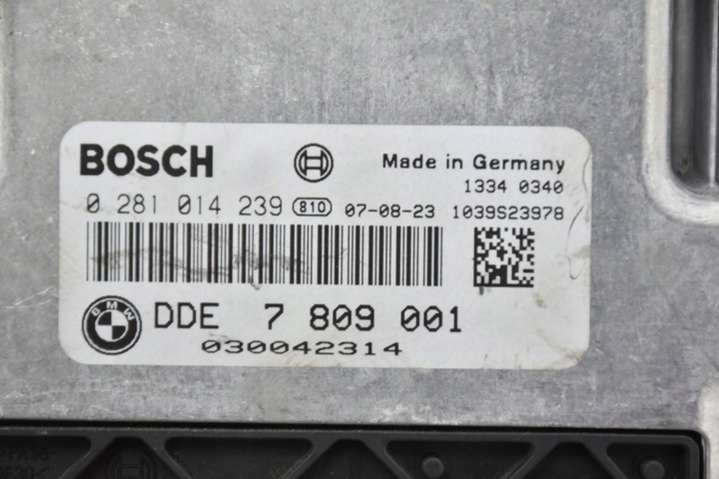 BOSCH
Made in Germany
1334 0340
0 281 014 239 810 07-08-23 1039S23978
BMW
DDE 7 809 001
030042314